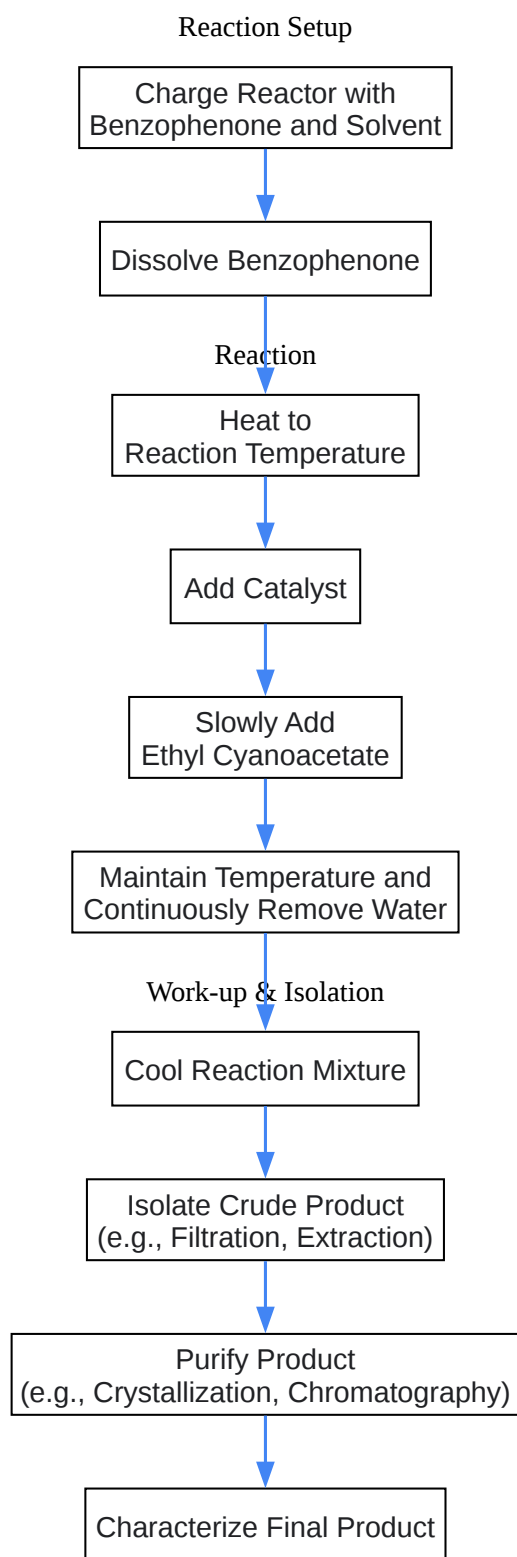 Reaction Setup
Charge Reactor with
Benzophenone and Solvent
Dissolve Benzophenone
Reaction
Heat to
Reaction Temperature
Add Catalyst
Slowly Add
Ethyl Cyanoacetate
Maintain Temperature and
Continuously Remove Water
Work-up & Isolation
Cool Reaction Mixture
Isolate Crude Product
(e.g., Filtration, Extraction)
Purify Product
(e.g., Crystallization, Chromatography)
Characterize Final Product